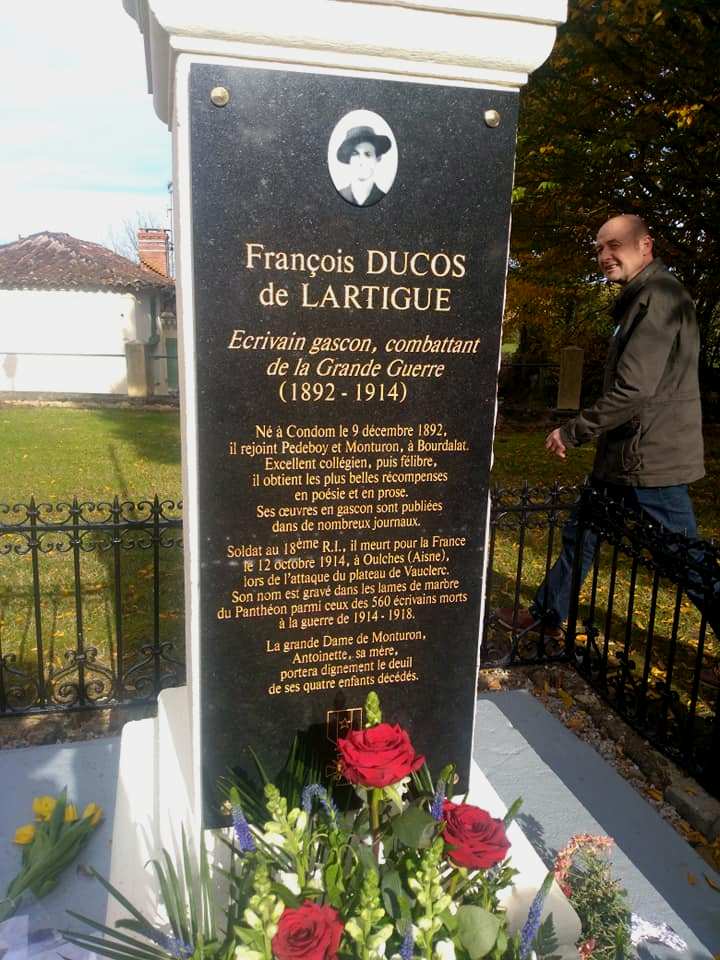 François DUCOS
de LARTIGUE
Ecrivain gascon, combattant
de la Grande Guerre
(1892 - 1914)
Né à Condom le 9 décembre 1892,
il rejoint Pedeboy et Monturon, à Bourdalat.
Excellent collégien, puis félibre,
il obtient les plus belles récompenses
en poésie et en prose.
Ses œuvres en gascon sont publiées
dans de nombreux journaux.
Soldat au 18ème R.I., il meurt pour la France
le 12 octobre 1914, à Oulches (Aisne),
lors de l'attaque du plateau de Vauclerc.
Son nom est gravé dans les lames de marbre
du Panthéon parmi ceux des 560 écrivains morts
à la guerre de 1914 - 1918.
La grande Dame de Monturon,
Antoinette, sa mère,
portera dignement le deuil
de ses quatre enfants décédés.